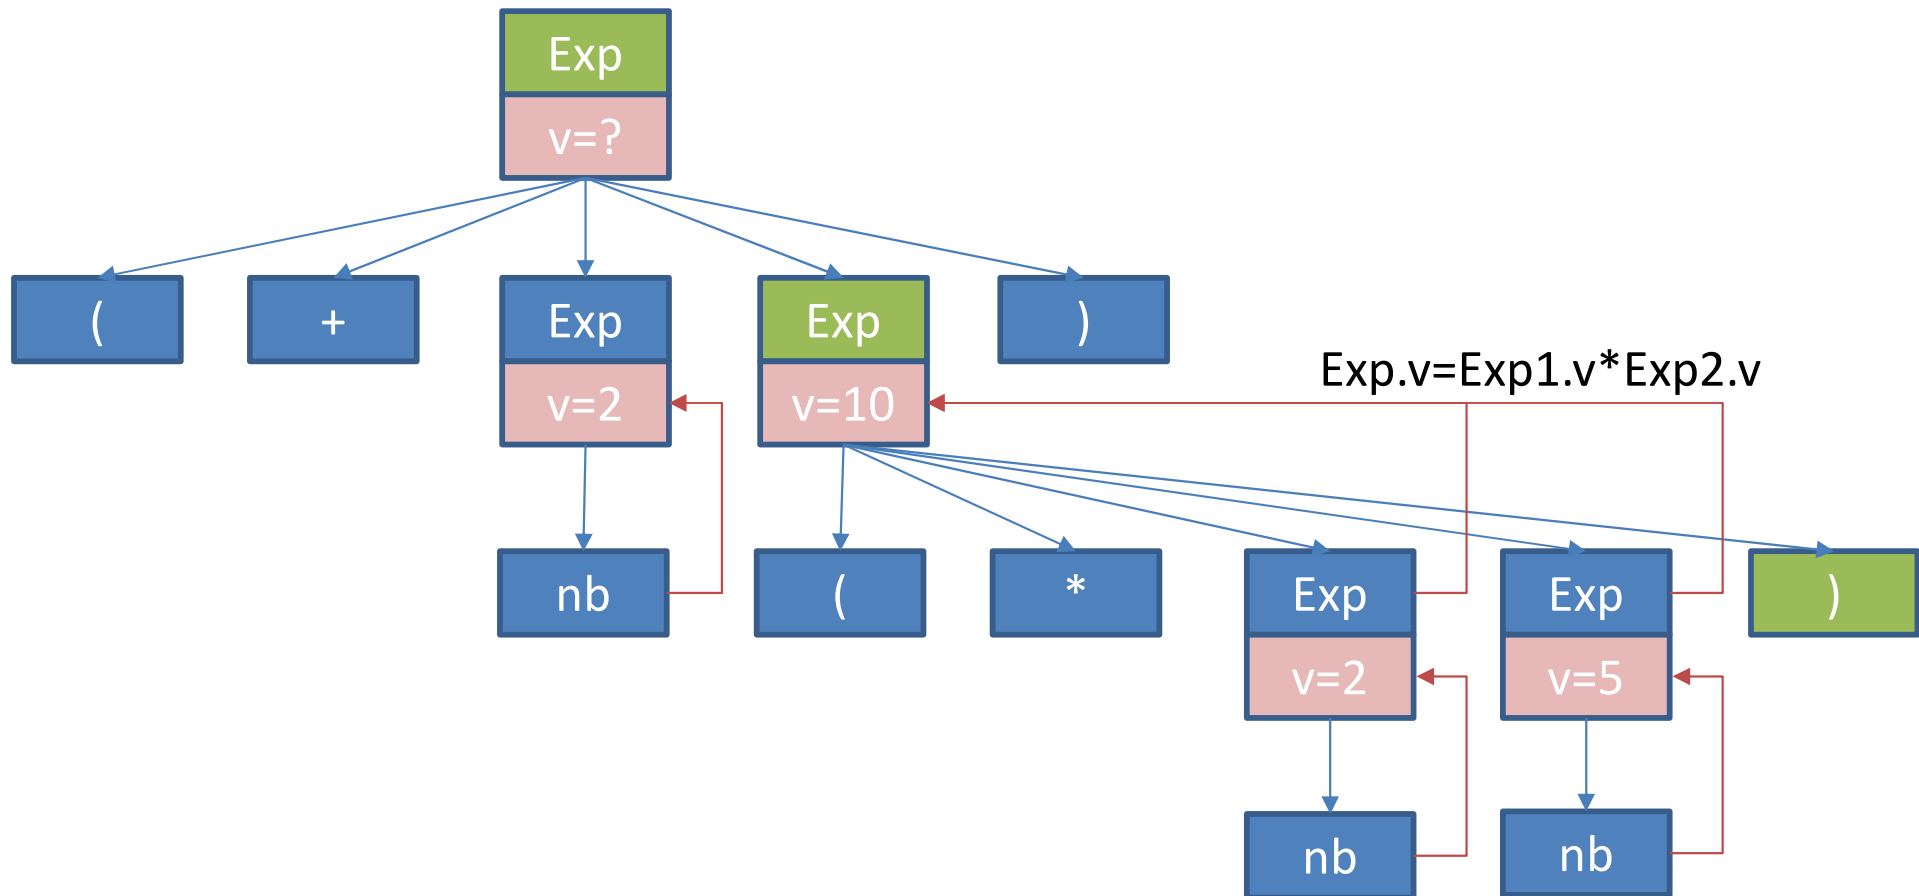 Exp
v=?
(
+
Exp
v=2
Exp
v=10
)
Exp.v=Exp1.v*Exp2.v
nb
(
*
Exp
v=2
Exp
v=5
)
nb
nb